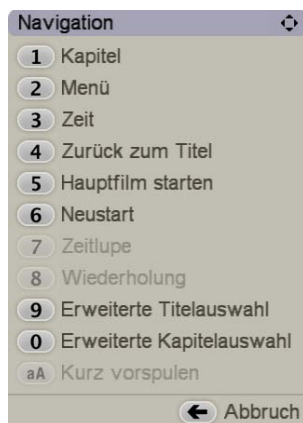 Navigation
1 Kapitel
2 Menü
3 Zeit
4 Zurück zum Titel
5 Hauptfilm starten
6 Neustart
7 Zeitlupe
8 Wiederholung
9 Erweiterte Titelauswahl
0 Erweiterte Kapitelauswahl
aA Kurz vorspulen
Abbruch